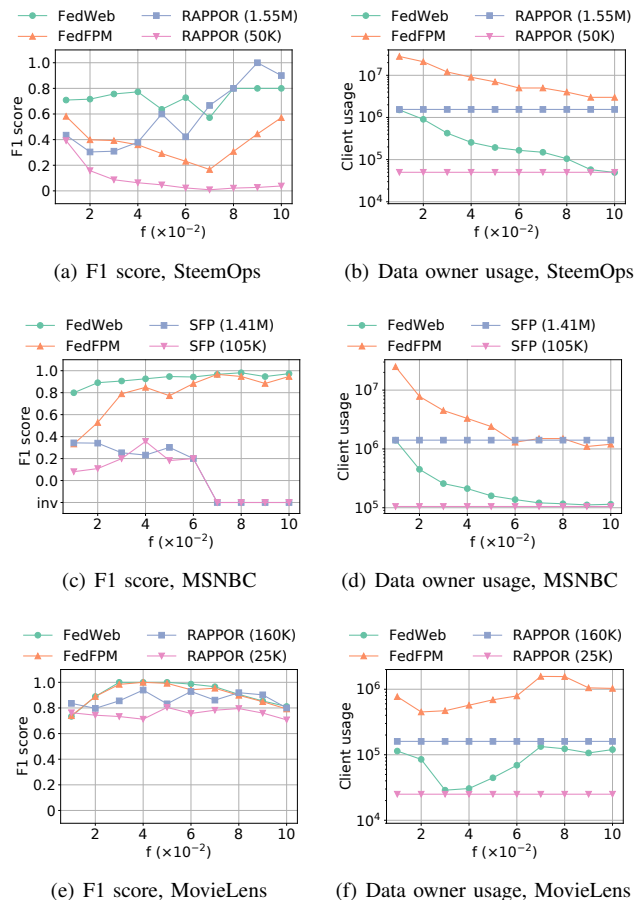 FedWeb RAPPOR (1.55M)
FedFPM RAPPOR (50K)
1.0
0.8
0.6
0.4
0.2
0
F1 score
2 4 6 8 10
f (×10⁻²)
(a) F1 score, SteemOps
FedWeb RAPPOR (1.55M)
FedFPM RAPPOR (50K)
10⁷
10⁶
10⁵
10⁴
Client usage
2 4 6 8 10
f (×10⁻²)
(b) Data owner usage, SteemOps
FedWeb SFP (1.41M)
FedFPM SFP (105K)
1.0
0.8
0.6
0.4
0.2
0.0
inv
F1 score
2 4 6 8 10
f (×10⁻²)
(c) F1 score, MSNBC
FedWeb SFP (1.41M)
FedFPM SFP (105K)
10⁷
10⁶
10⁵
Client usage
2 4 6 8 10
f (×10⁻²)
(d) Data owner usage, MSNBC
FedWeb RAPPOR (160K)
FedFPM RAPPOR (25K)
1.0
0.8
0.6
0.4
0.2
0
F1 score
2 4 6 8 10
f (×10⁻²)
(e) F1 score, MovieLens
FedWeb RAPPOR (160K)
FedFPM RAPPOR (25K)
10⁶
10⁵
10⁴
Client usage
2 4 6 8 10
f (×10⁻²)
(f) Data owner usage, MovieLens